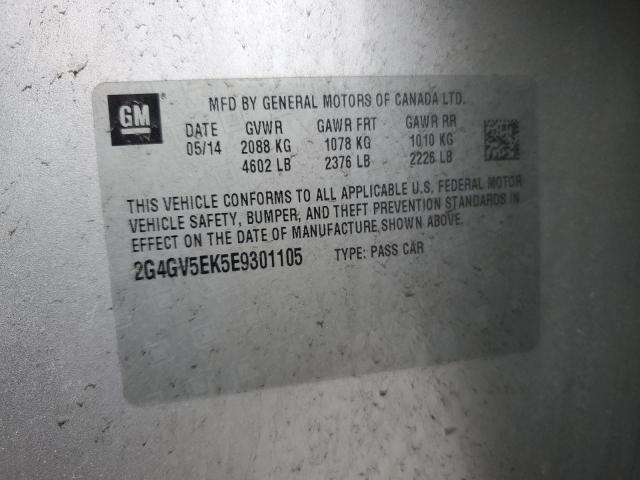 GM
MFD BY GENERAL MOTORS OF CANADA LTD.
DATE GVWR GAWR FRT GAWR RR
05/14 2088 KG 1078 KG 1010 KG
4602 LB 2376 LB 2226 LB
THIS VEHICLE CONFORMS TO ALL APPLICABLE U.S. FEDERAL MOTOR
VEHICLE SAFETY, BUMPER, AND THEFT PREVENTION STANDARDS IN
EFFECT ON THE DATE OF MANUFACTURE SHOWN ABOVE.
2G4GV5EK5E9301105 TYPE: PASS CAR